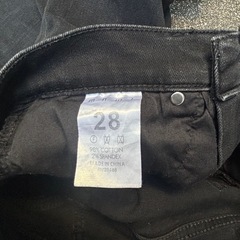 28
98% COTTON
2% SPANDEX
MADE IN CHINA